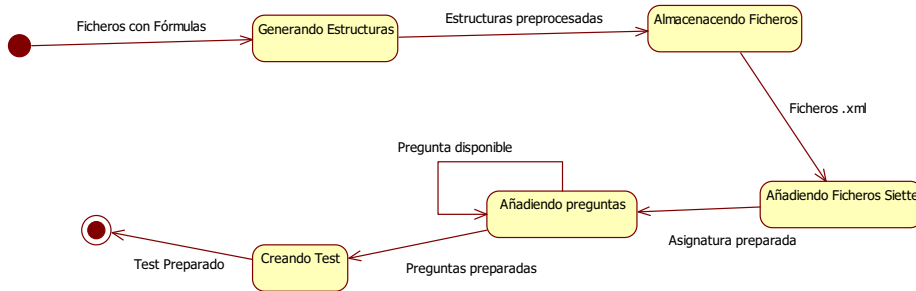 Ficheros con Fórmulas
Generando Estructuras
Estructuras preprocesadas
Almacenacendo Ficheros
Ficheros .xml
Añadiendo Ficheros Siette
Asignatura preparada
Añadiendo preguntas
Pregunta disponible
Preguntas preparadas
Creando Test
Test Preparado